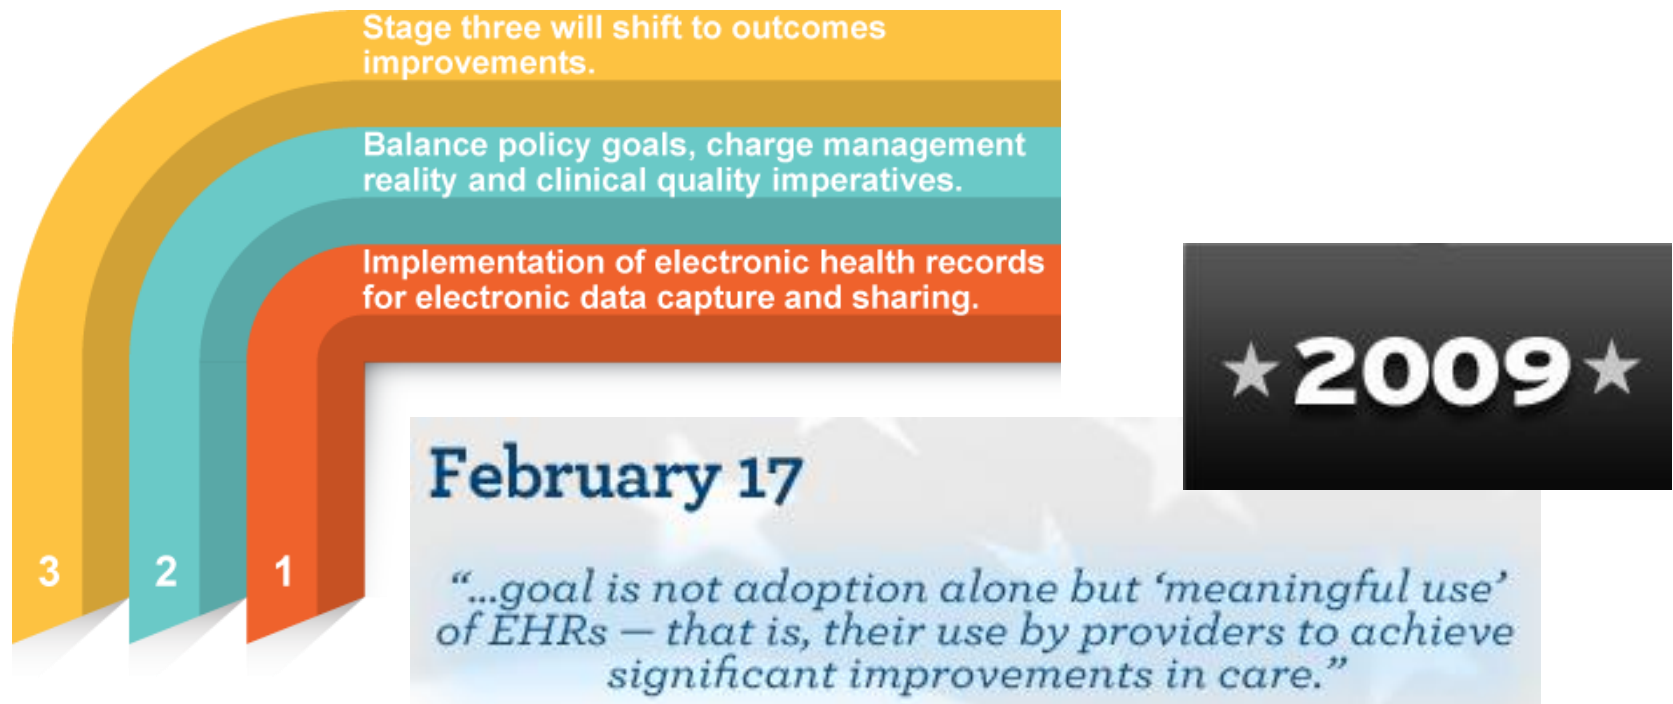 Stage three will shift to outcomes
improvements.
Balance policy goals, charge management
reality and clinical quality imperatives.
Implementation of electronic health records
for electronic data capture and sharing.
3
2
1
2009
February 17
“...goal is not adoption alone but ‘meaningful use’
of EHRs — that is, their use by providers to achieve
significant improvements in care.”